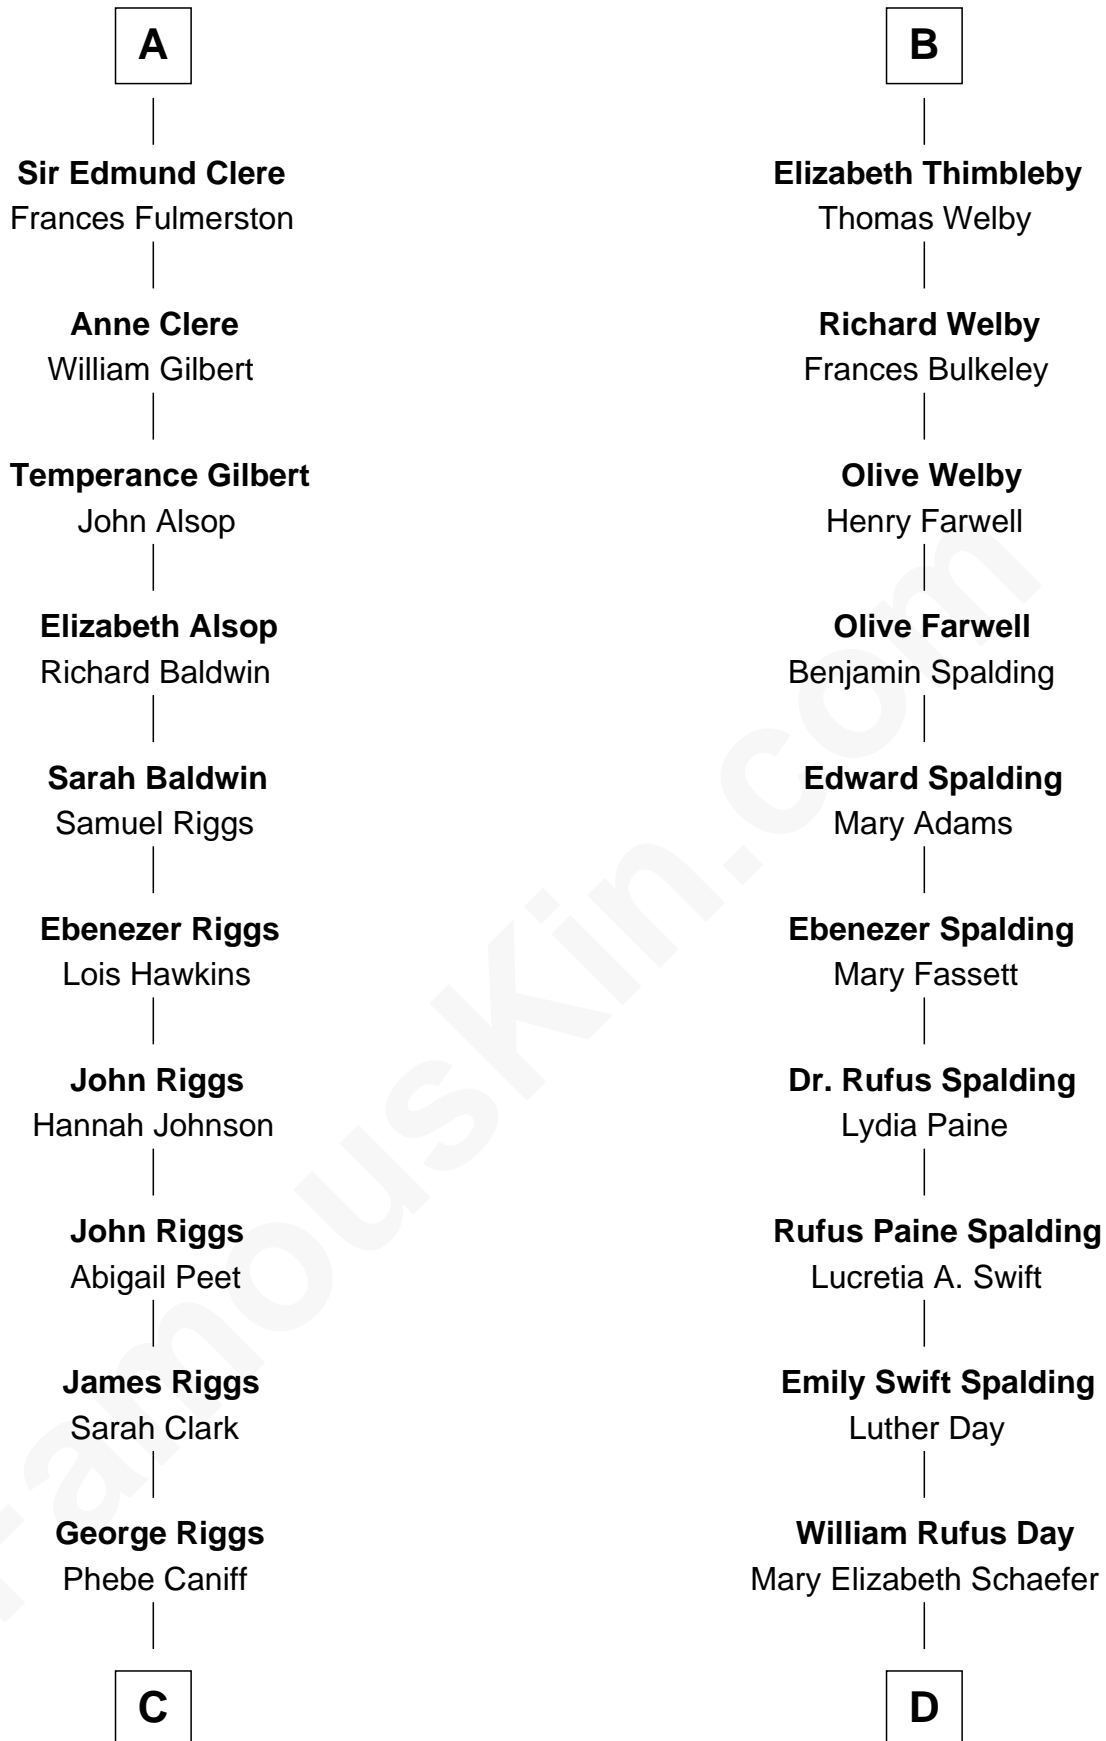 A
Sir Edmund Clere
Frances Fulmerston
Anne Clere
William Gilbert
Temperance Gilbert
John Alsop
Elizabeth Alsop
Richard Baldwin
Sarah Baldwin
Samuel Riggs
Ebenezer Riggs
Lois Hawkins
John Riggs
Hannah Johnson
John Riggs
Abigail Peet
James Riggs
Sarah Clark
George Riggs
Phebe Caniff
C
B
Elizabeth Thimbleby
Thomas Welby
Richard Welby
Frances Bulkeley
Olive Welby
Henry Farwell
Olive Farwell
Benjamin Spalding
Edward Spalding
Mary Adams
Ebenezer Spalding
Mary Fassett
Dr. Rufus Spalding
Lydia Paine
Rufus Paine Spalding
Lucretia A. Swift
Emily Swift Spalding
Luther Day
William Rufus Day
Mary Elizabeth Schaefer
D
FamousKin.com